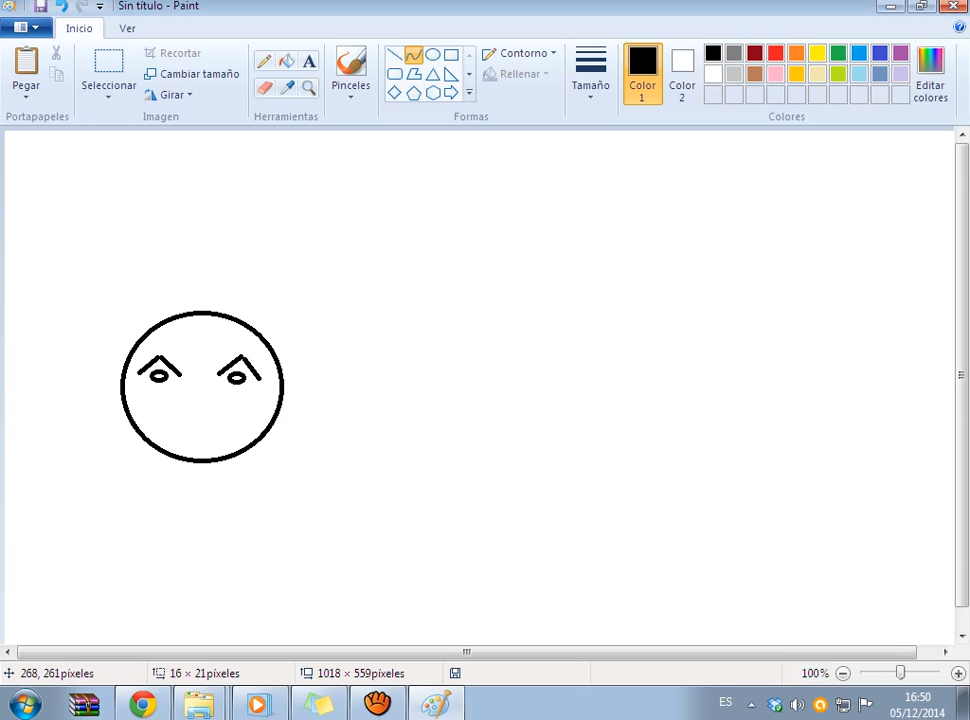 Sin título - Paint
Inicio
Ver
Pegar
Seleccionar
Recortar
Cambiar tamaño
Girar
A
Pinceles
Contorno
Rellenar
Tamaño
Color 1
Color 2
Editar colores
Portapapeles
Imagen
Herramientas
Formas
Colores
268, 261píxeles
16 × 21píxeles
1018 × 559píxeles
100%
ES
16:50
05/12/2014